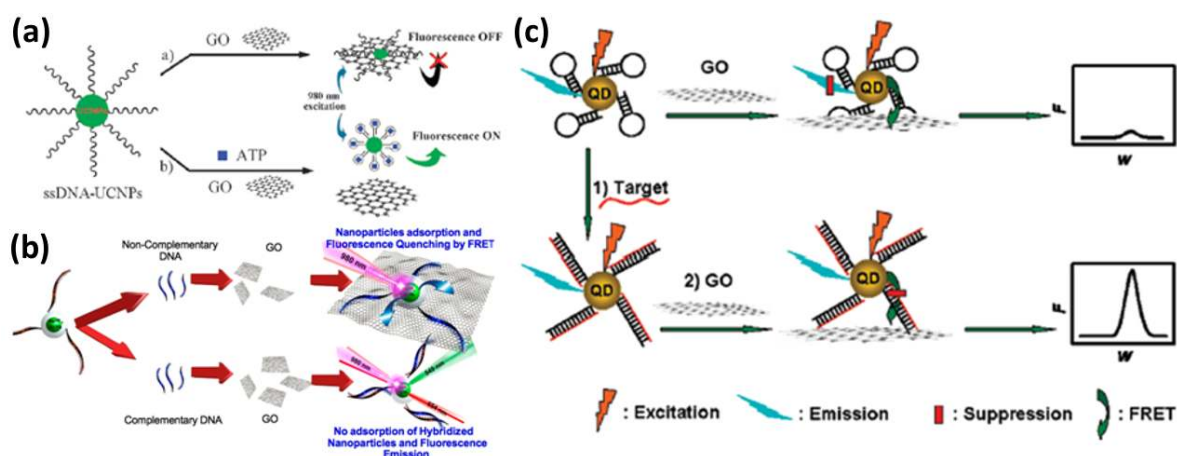 (a)
GO
a)
Fluorescence OFF
980 nm
excitation
Fluorescence ON
ATP
b)
GO
ssDNA-UCNPs
(b)
Non-Complementary
DNA
GO
Nanoparticles adsorption and
Fluorescence Quenching by FRET
980 nm
Complementary DNA
GO
980 nm
No adsorption of Hybridized
Nanoparticles and Fluorescence
Emission
(c)
QD
GO
QD
F
W
1) Target
QD
2) GO
QD
F
W
: Excitation
: Emission
: Suppression
: FRET